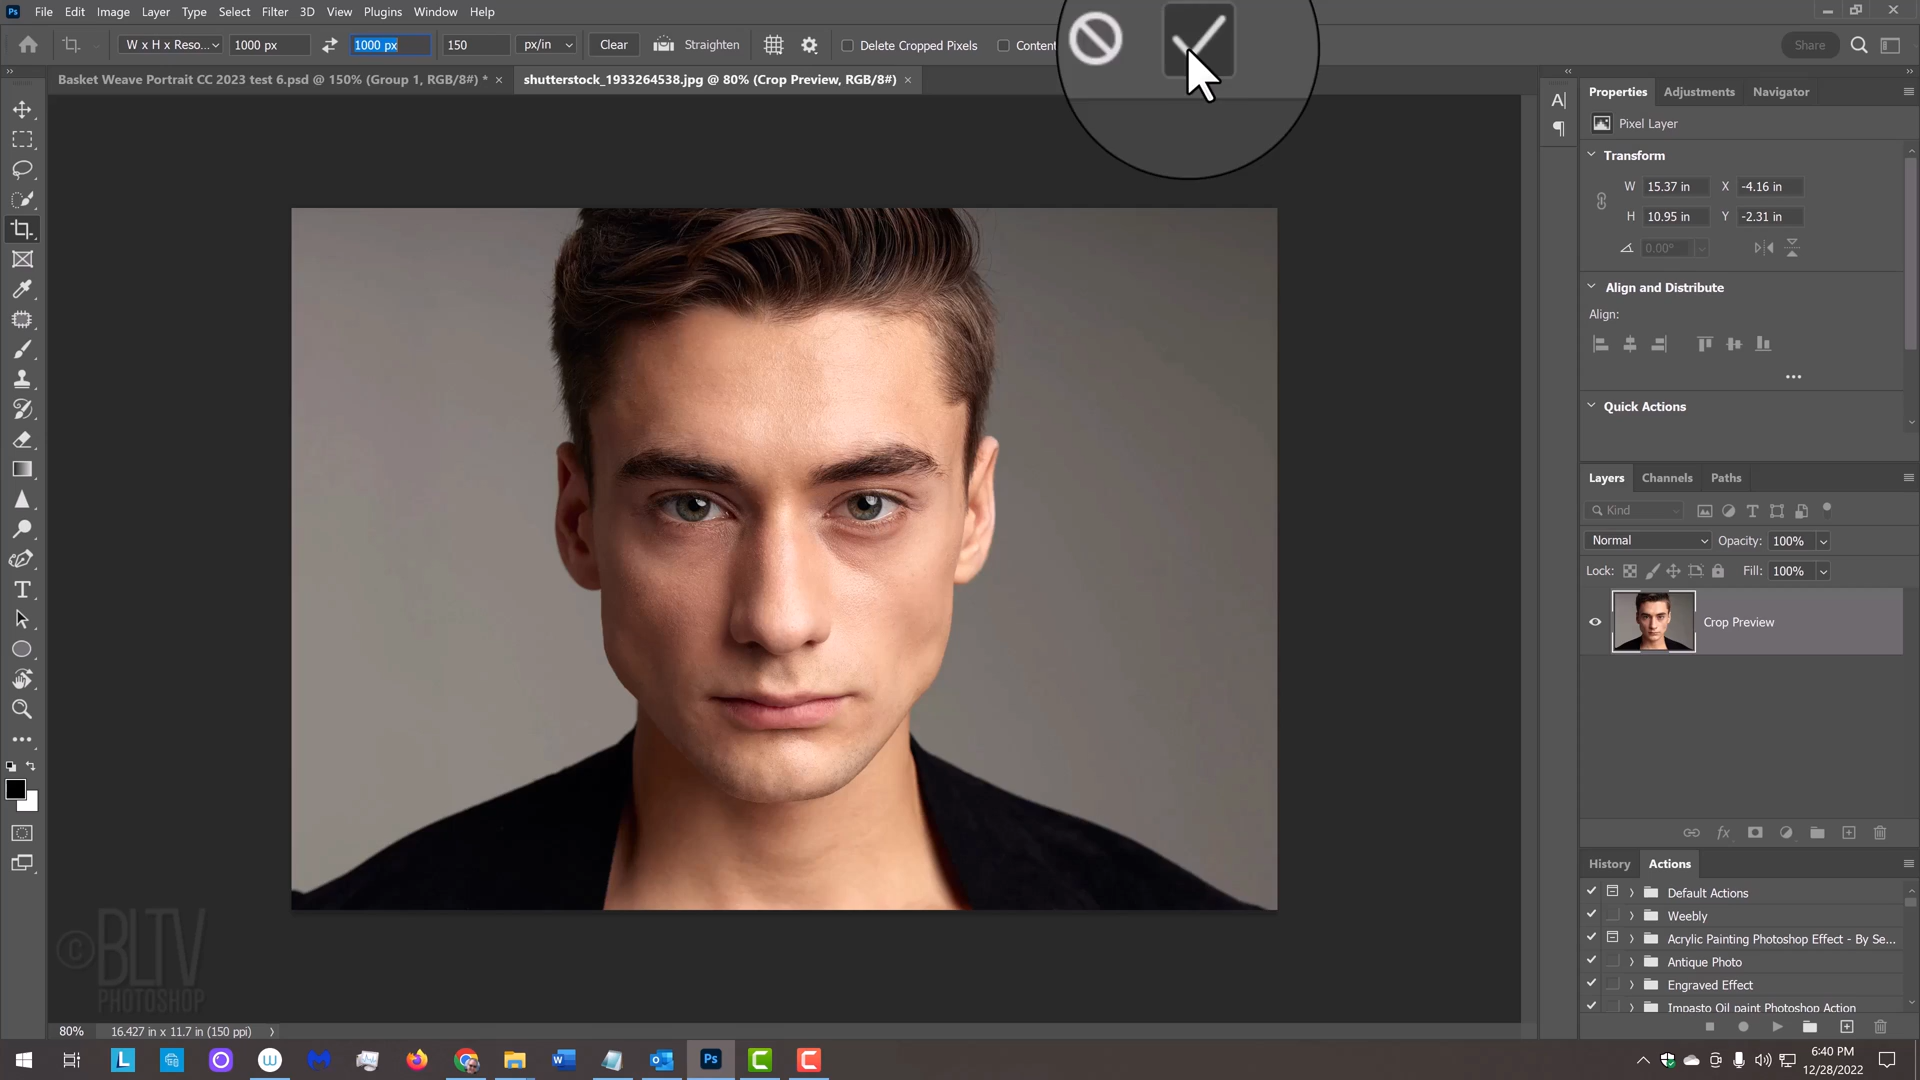 File Edit Image Layer Type Select Filter 3D View Plugins Window Help
W x H x Reso... 1000 px 1000 px 150 px/in Clear Straighten Delete Cropped Pixels Content Share
Basket Weave Portrait CC 2023 test 6.psd @ 150% (Group 1, RGB/8#) * shutterstock_1933264538.jpg @ 80% (Crop Preview, RGB/8#)
Properties Adjustments Navigator
Pixel Layer
Transform
W 15.37 in X -4.16 in
H 10.95 in Y -2.31 in
0.00°
Align and Distribute
Align:
Quick Actions
Layers Channels Paths
Kind
Normal Opacity: 100%
Lock: Fill: 100%
Crop Preview
History Actions
Default Actions
Weebly
Acrylic Painting Photoshop Effect - By Se...
Antique Photo
Engraved Effect
Impasto Oil paint Photoshop Action
© BLTV
PHOTOSHOP
80% 16.427 in x 11.7 in (150 ppi)
6:40 PM
12/28/2022